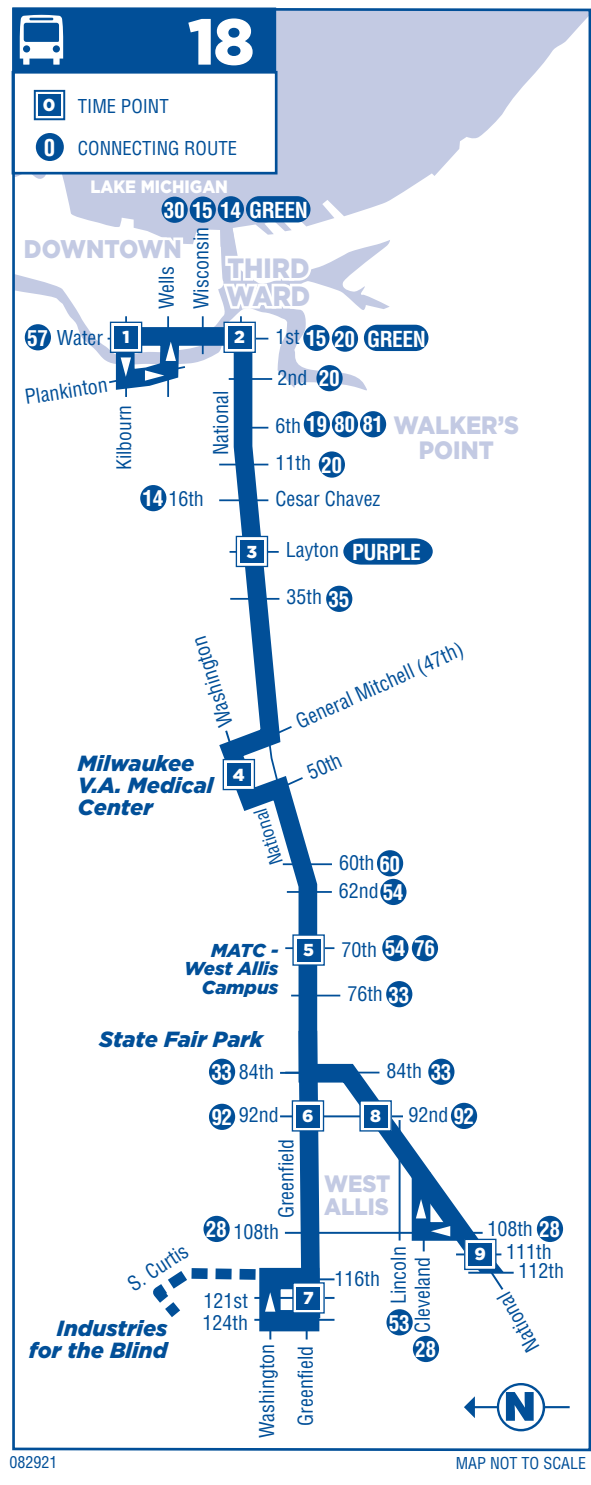 18
0 TIME POINT
0 CONNECTING ROUTE
LAKE MICHIGAN
30 15 14 GREEN
DOWNTOWN
Wells
Wisconsin
THIRD
WARD
57 Water 1
2 1st 15 20 GREEN
Plankinton
2nd 20
Kilbourn
National
6th 19 80 81
WALKER'S
POINT
11th 20
14 16th
Cesar Chavez
3 Layton PURPLE
35th 35
Washington
General Mitchell (47th)
Milwaukee
V.A. Medical
Center
4
50th
National
60th 60
62nd 54
MATC -
West Allis
Campus
5 70th 54 76
76th 33
State Fair Park
33 84th
84th 33
92 92nd 6
8 92nd 92
Greenfield
WEST
ALLIS
28 108th
108th 28
9 111th
112th
Lincoln
53
Cleveland
28
National
S. Curtis
116th
121st
7
124th
Industries
for the Blind
Washington
Greenfield
N
082921
MAP NOT TO SCALE